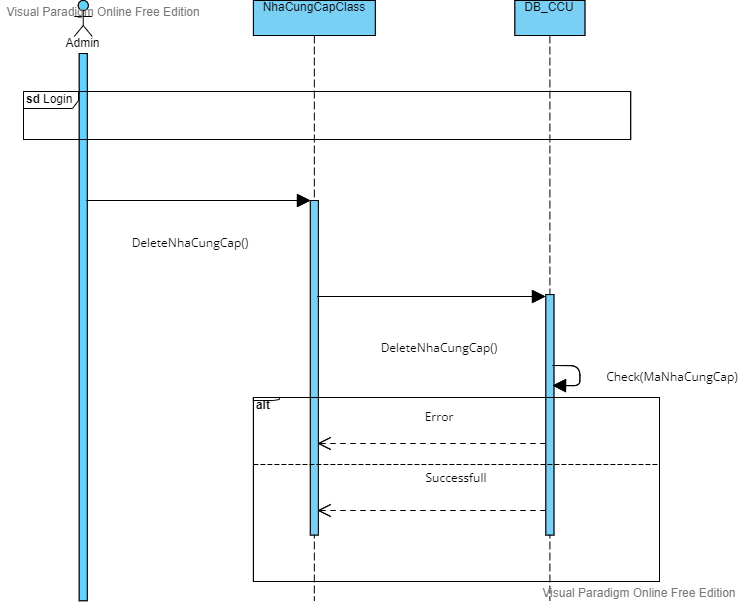 Visual Paradigm Online Free Edition
NhaCungCapClass
DB_CCU
Admin
sd Login
DeleteNhaCungCap()
DeleteNhaCungCap()
Check(MaNhaCungCap)
alt
Error
Successfull
Visual Paradigm Online Free Edition